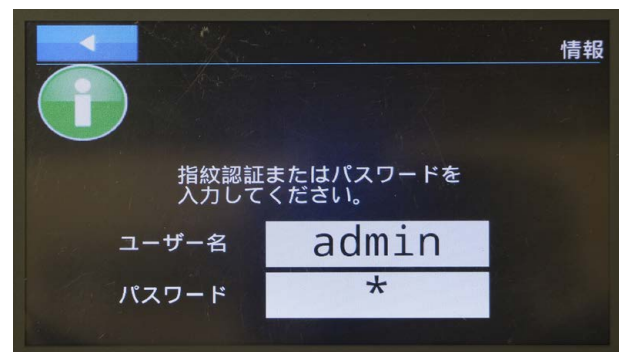 情報
指紋認証またはパスワードを
入力してください。
ユーザー名 admin
パスワード *